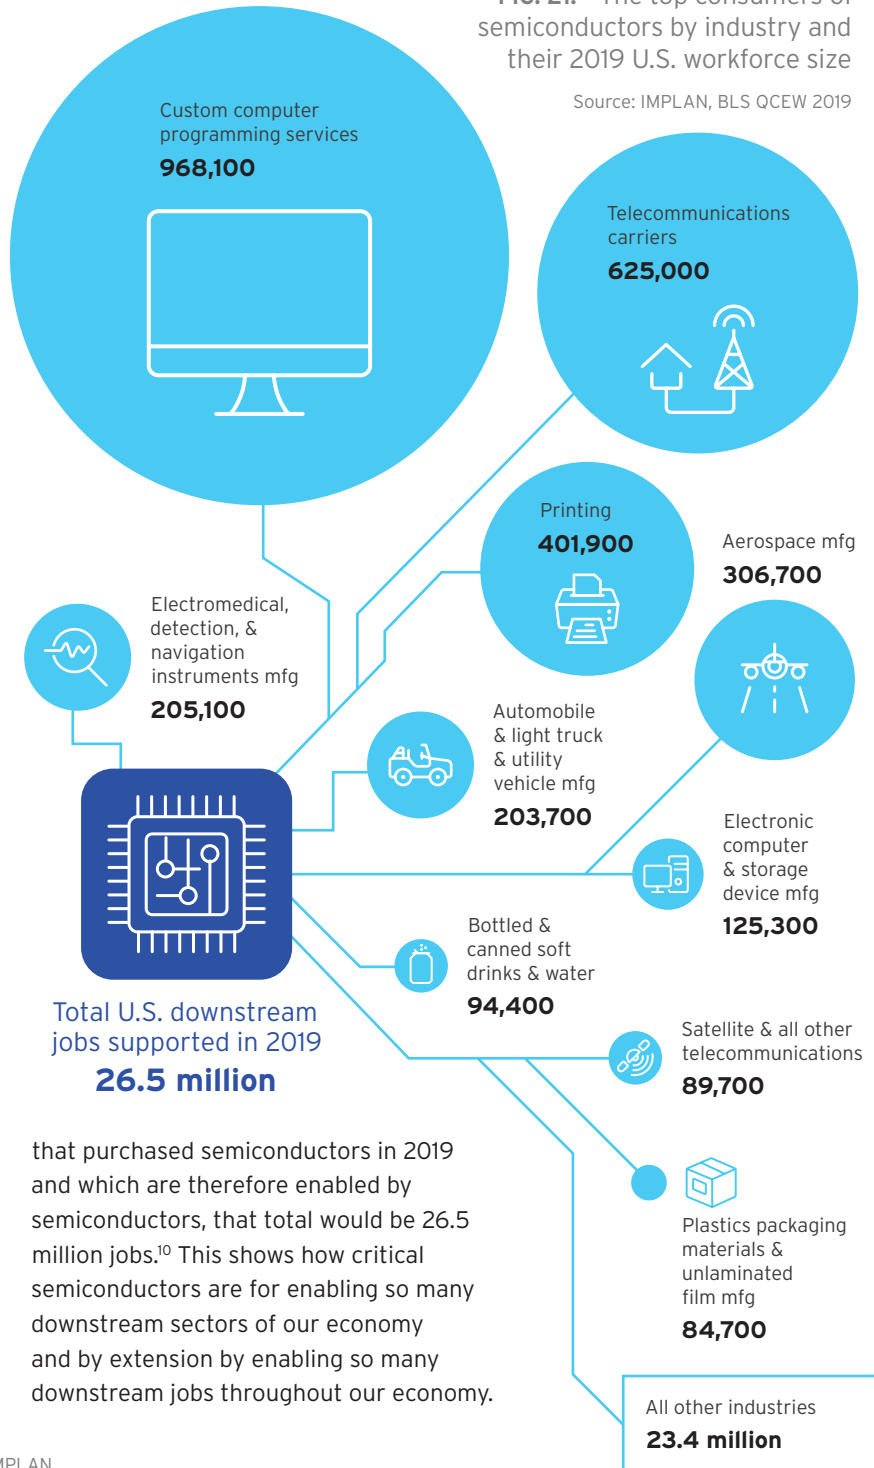 FIG. 21. The top consumers of
semiconductors by industry and
their 2019 U.S. workforce size
Source: IMPLAN, BLS QCEW 2019
Custom computer
programming services
968,100
Telecommunications
carriers
625,000
Printing
401,900
Aerospace mfg
306,700
Electromedical,
detection, &
navigation
instruments mfg
205,100
Automobile
& light truck
& utility
vehicle mfg
203,700
Electronic
computer
& storage
device mfg
125,300
Bottled &
canned soft
drinks & water
94,400
Total U.S. downstream
jobs supported in 2019
26.5 million
Satellite & all other
telecommunications
89,700
Plastics packaging
materials &
unlaminated
film mfg
84,700
that purchased semiconductors in 2019
and which are therefore enabled by
semiconductors, that total would be 26.5
million jobs.¹⁰ This shows how critical
semiconductors are for enabling so many
downstream sectors of our economy
and by extension by enabling so many
downstream jobs throughout our economy.
All other industries
23.4 million